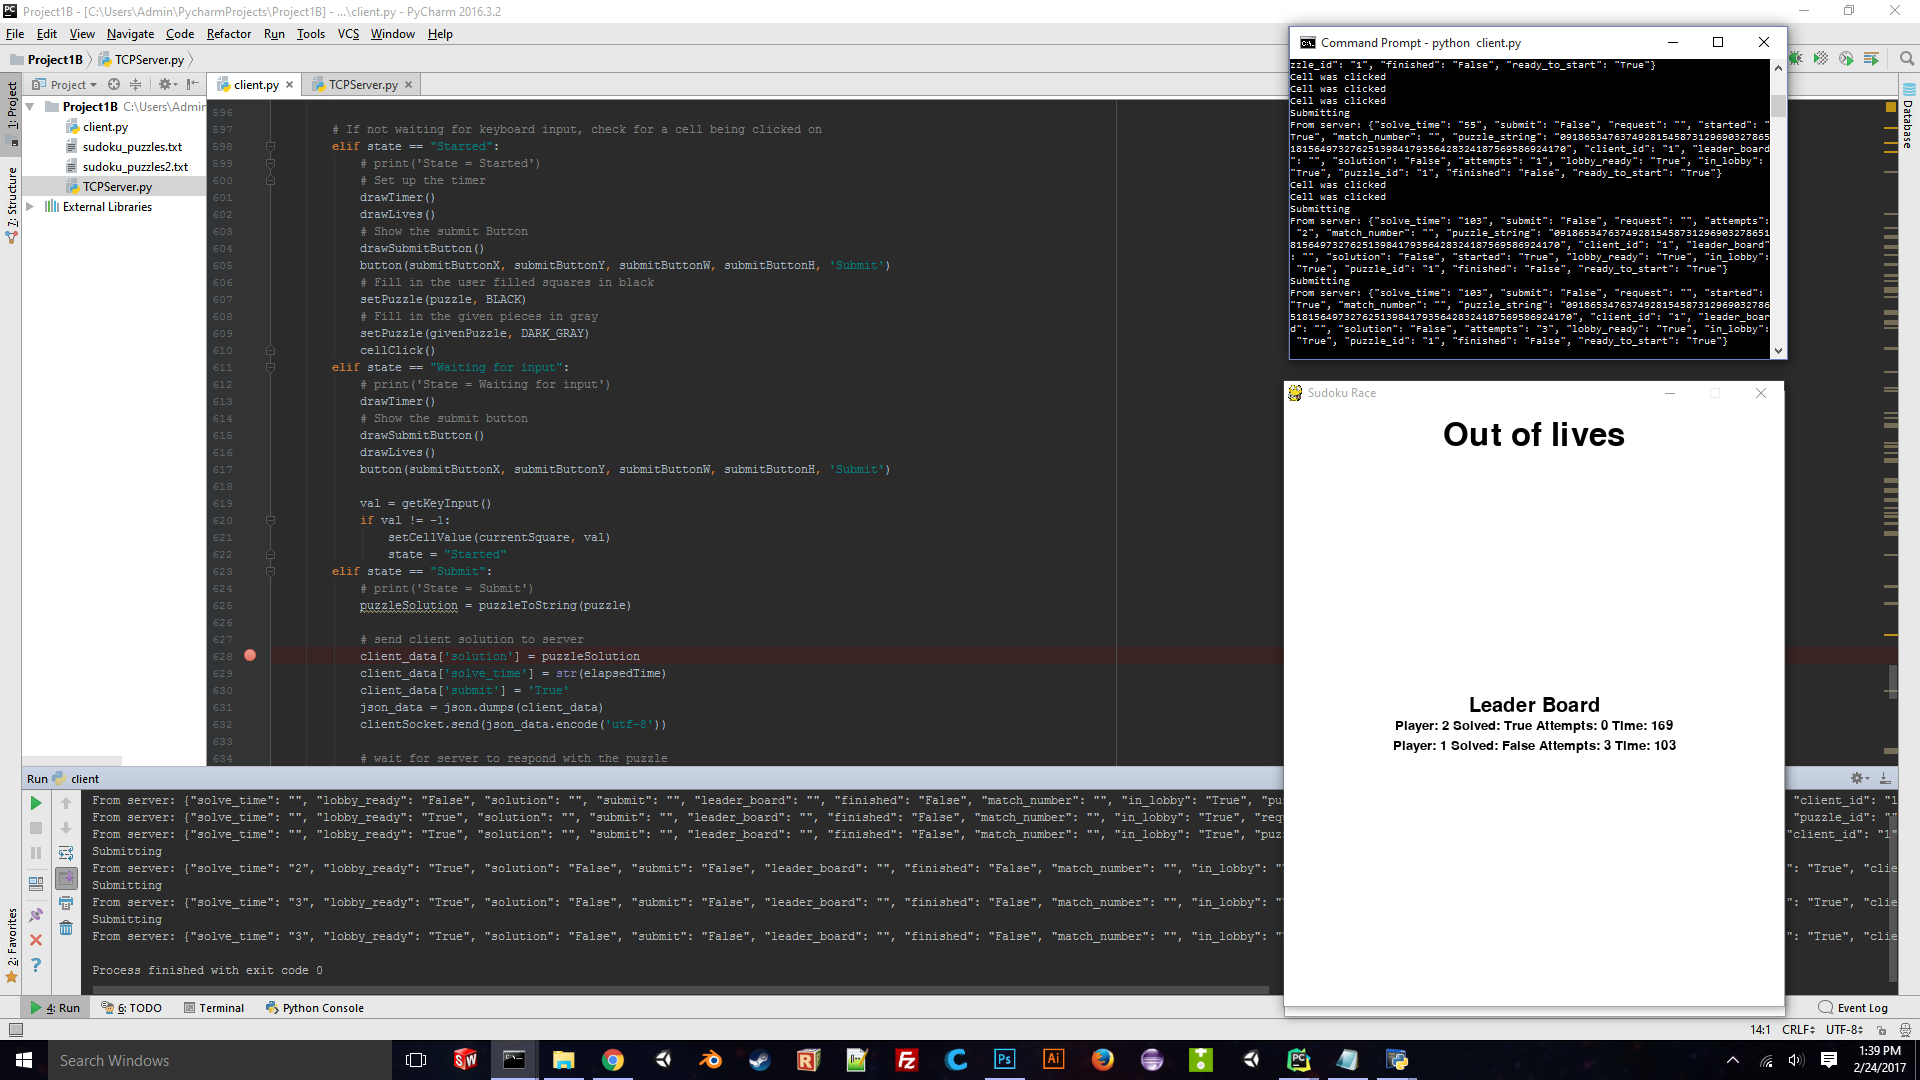 Project1B - [C:\Users\Admin\PycharmProjects\Project1B] - ...\client.py - PyCharm 2016.3.2
File Edit View Navigate Code Refactor Run Tools VCS Window Help
Project1B TCPServer.py
Project
client.py TCPServer.py
1: Project
7: Structure
2: Favorites
Database
Project1B C:\Users\Admin
client.py
sudoku_puzzles.txt
sudoku_puzzles2.txt
TCPServer.py
External Libraries
596
597 # If not waiting for keyboard input, check for a cell being clicked on
598 elif state == "Started":
599 # print('State = Started')
600 # Set up the timer
601 drawTimer()
602 drawLives()
603 # Show the submit Button
604 drawSubmitButton()
605 button(submitButtonX, submitButtonY, submitButtonW, submitButtonH, 'Submit')
606 # Fill in the user filled squares in black
607 setPuzzle(puzzle, BLACK)
608 # Fill in the given pieces in gray
609 setPuzzle(givenPuzzle, DARK_GRAY)
610 cellClick()
611 elif state == "Waiting for input":
612 # print('State = Waiting for input')
613 drawTimer()
614 # Show the submit button
615 drawSubmitButton()
616 drawLives()
617 button(submitButtonX, submitButtonY, submitButtonW, submitButtonH, 'Submit')
618
619 val = getKeyInput()
620 if val != -1:
621 setCellValue(currentSquare, val)
622 state = "Started"
623 elif state == "Submit":
624 # print('State = Submit')
625 puzzleSolution = puzzleToString(puzzle)
626
627 # send client solution to server
628 client_data['solution'] = puzzleSolution
629 client_data['solve_time'] = str(elapsedTime)
630 client_data['submit'] = 'True'
631 json_data = json.dumps(client_data)
632 clientSocket.send(json_data.encode('utf-8'))
633
634 # wait for server to respond with the puzzle
Command Prompt - python client.py
zzle_id": "1", "finished": "False", "ready_to_start": "True"}
Cell was clicked
Cell was clicked
Cell was clicked
Submitting
From server: {"solve_time": "55", "submit": "False", "request": "", "started": "
True", "match_number": "", "puzzle_string": "09186534763749281545873129690327865
181564973276251398417935642832418756958692417​0", "client_id": "1", "leader_board
": "", "solution": "False", "attempts": "1", "lobby_ready": "True", "in_lobby":
"True", "puzzle_id": "1", "finished": "False", "ready_to_start": "True"}
Cell was clicked
Cell was clicked
Submitting
From server: {"solve_time": "103", "submit": "False", "request": "", "attempts":
"2", "match_number": "", "puzzle_string": "091865347637492815458731296903278651
815649732762513984179356428324187569586924170", "client_id": "1", "leader_board"
: "", "solution": "False", "started": "True", "lobby_ready": "True", "in_lobby":
"True", "puzzle_id": "1", "finished": "False", "ready_to_start": "True"}
Submitting
From server: {"solve_time": "103", "submit": "False", "request": "", "started":
"True", "match_number": "", "puzzle_string": "0918653476374928154587312969032786
51815649732762513984179356428324187569586924170", "client_id": "1", "leader_boar
d": "", "solution": "False", "attempts": "3", "lobby_ready": "True", "in_lobby":
"True", "puzzle_id": "1", "finished": "False", "ready_to_start": "True"}
Sudoku Race
Out of lives
Leader Board
Player: 2 Solved: True Attempts: 0 Time: 169
Player: 1 Solved: False Attempts: 3 Time: 103
Run client
From server: {"solve_time": "", "lobby_ready": "False", "solution": "", "submit": "", "leader_board": "", "finished": "False", "match_number": "", "in_lobby": "True", "pu "client_id": "1
From server: {"solve_time": "", "lobby_ready": "True", "solution": "", "submit": "", "leader_board": "", "finished": "False", "match_number": "", "in_lobby": "True", "req "puzzle_id": ""
From server: {"solve_time": "", "lobby_ready": "True", "solution": "", "submit": "", "leader_board": "", "finished": "False", "match_number": "", "in_lobby": "True", "puz "client_id": "1"
Submitting
From server: {"solve_time": "2", "lobby_ready": "True", "solution": "False", "submit": "False", "leader_board": "", "finished": "False", "match_number": "", "in_lobby": " ": "True", "clie
Submitting
From server: {"solve_time": "3", "lobby_ready": "True", "solution": "False", "submit": "False", "leader_board": "", "finished": "False", "match_number": "", "in_lobby": " ": "True", "clie
Submitting
From server: {"solve_time": "3", "lobby_ready": "True", "solution": "False", "submit": "False", "leader_board": "", "finished": "False", "match_number": "", "in_lobby": " ": "True", "clie
Process finished with exit code 0
4: Run 6: TODO Terminal Python Console Event Log
14:1 CRLF UTF-8
Search Windows
1:39 PM
2/24/2017